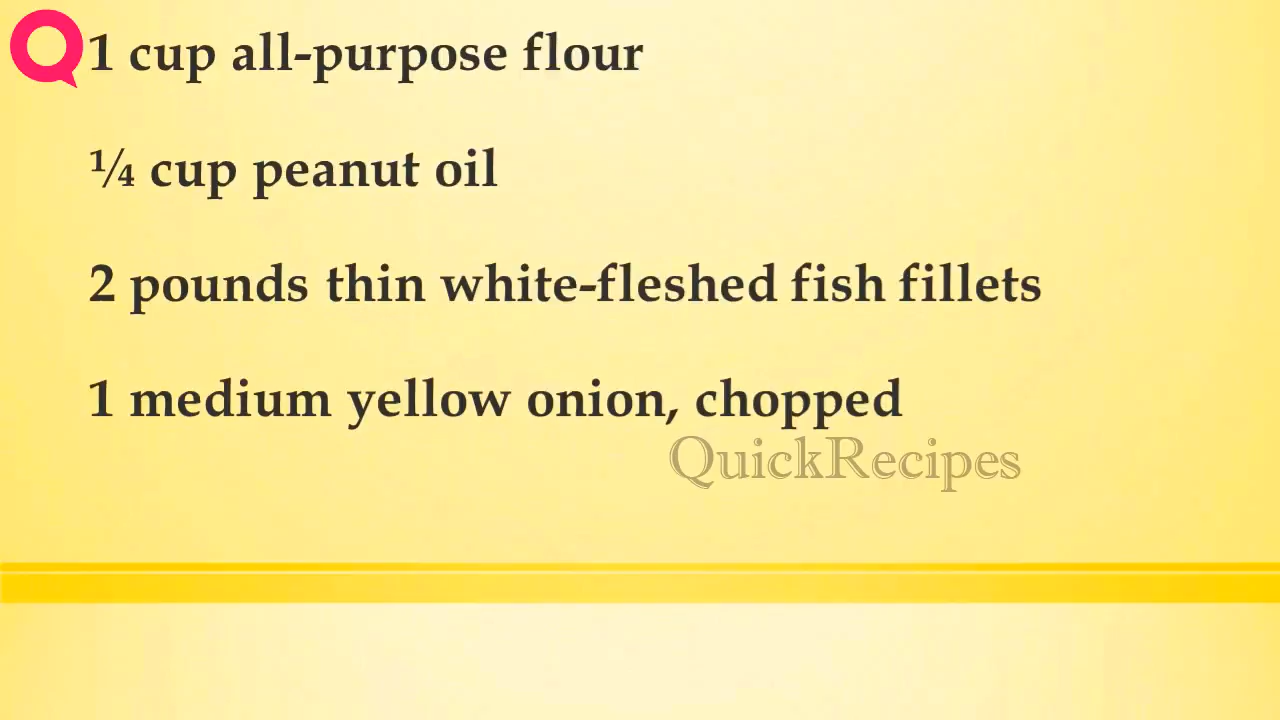 1 cup all-purpose flour
¼ cup peanut oil
2 pounds thin white-fleshed fish fillets
1 medium yellow onion, chopped
QuickRecipes